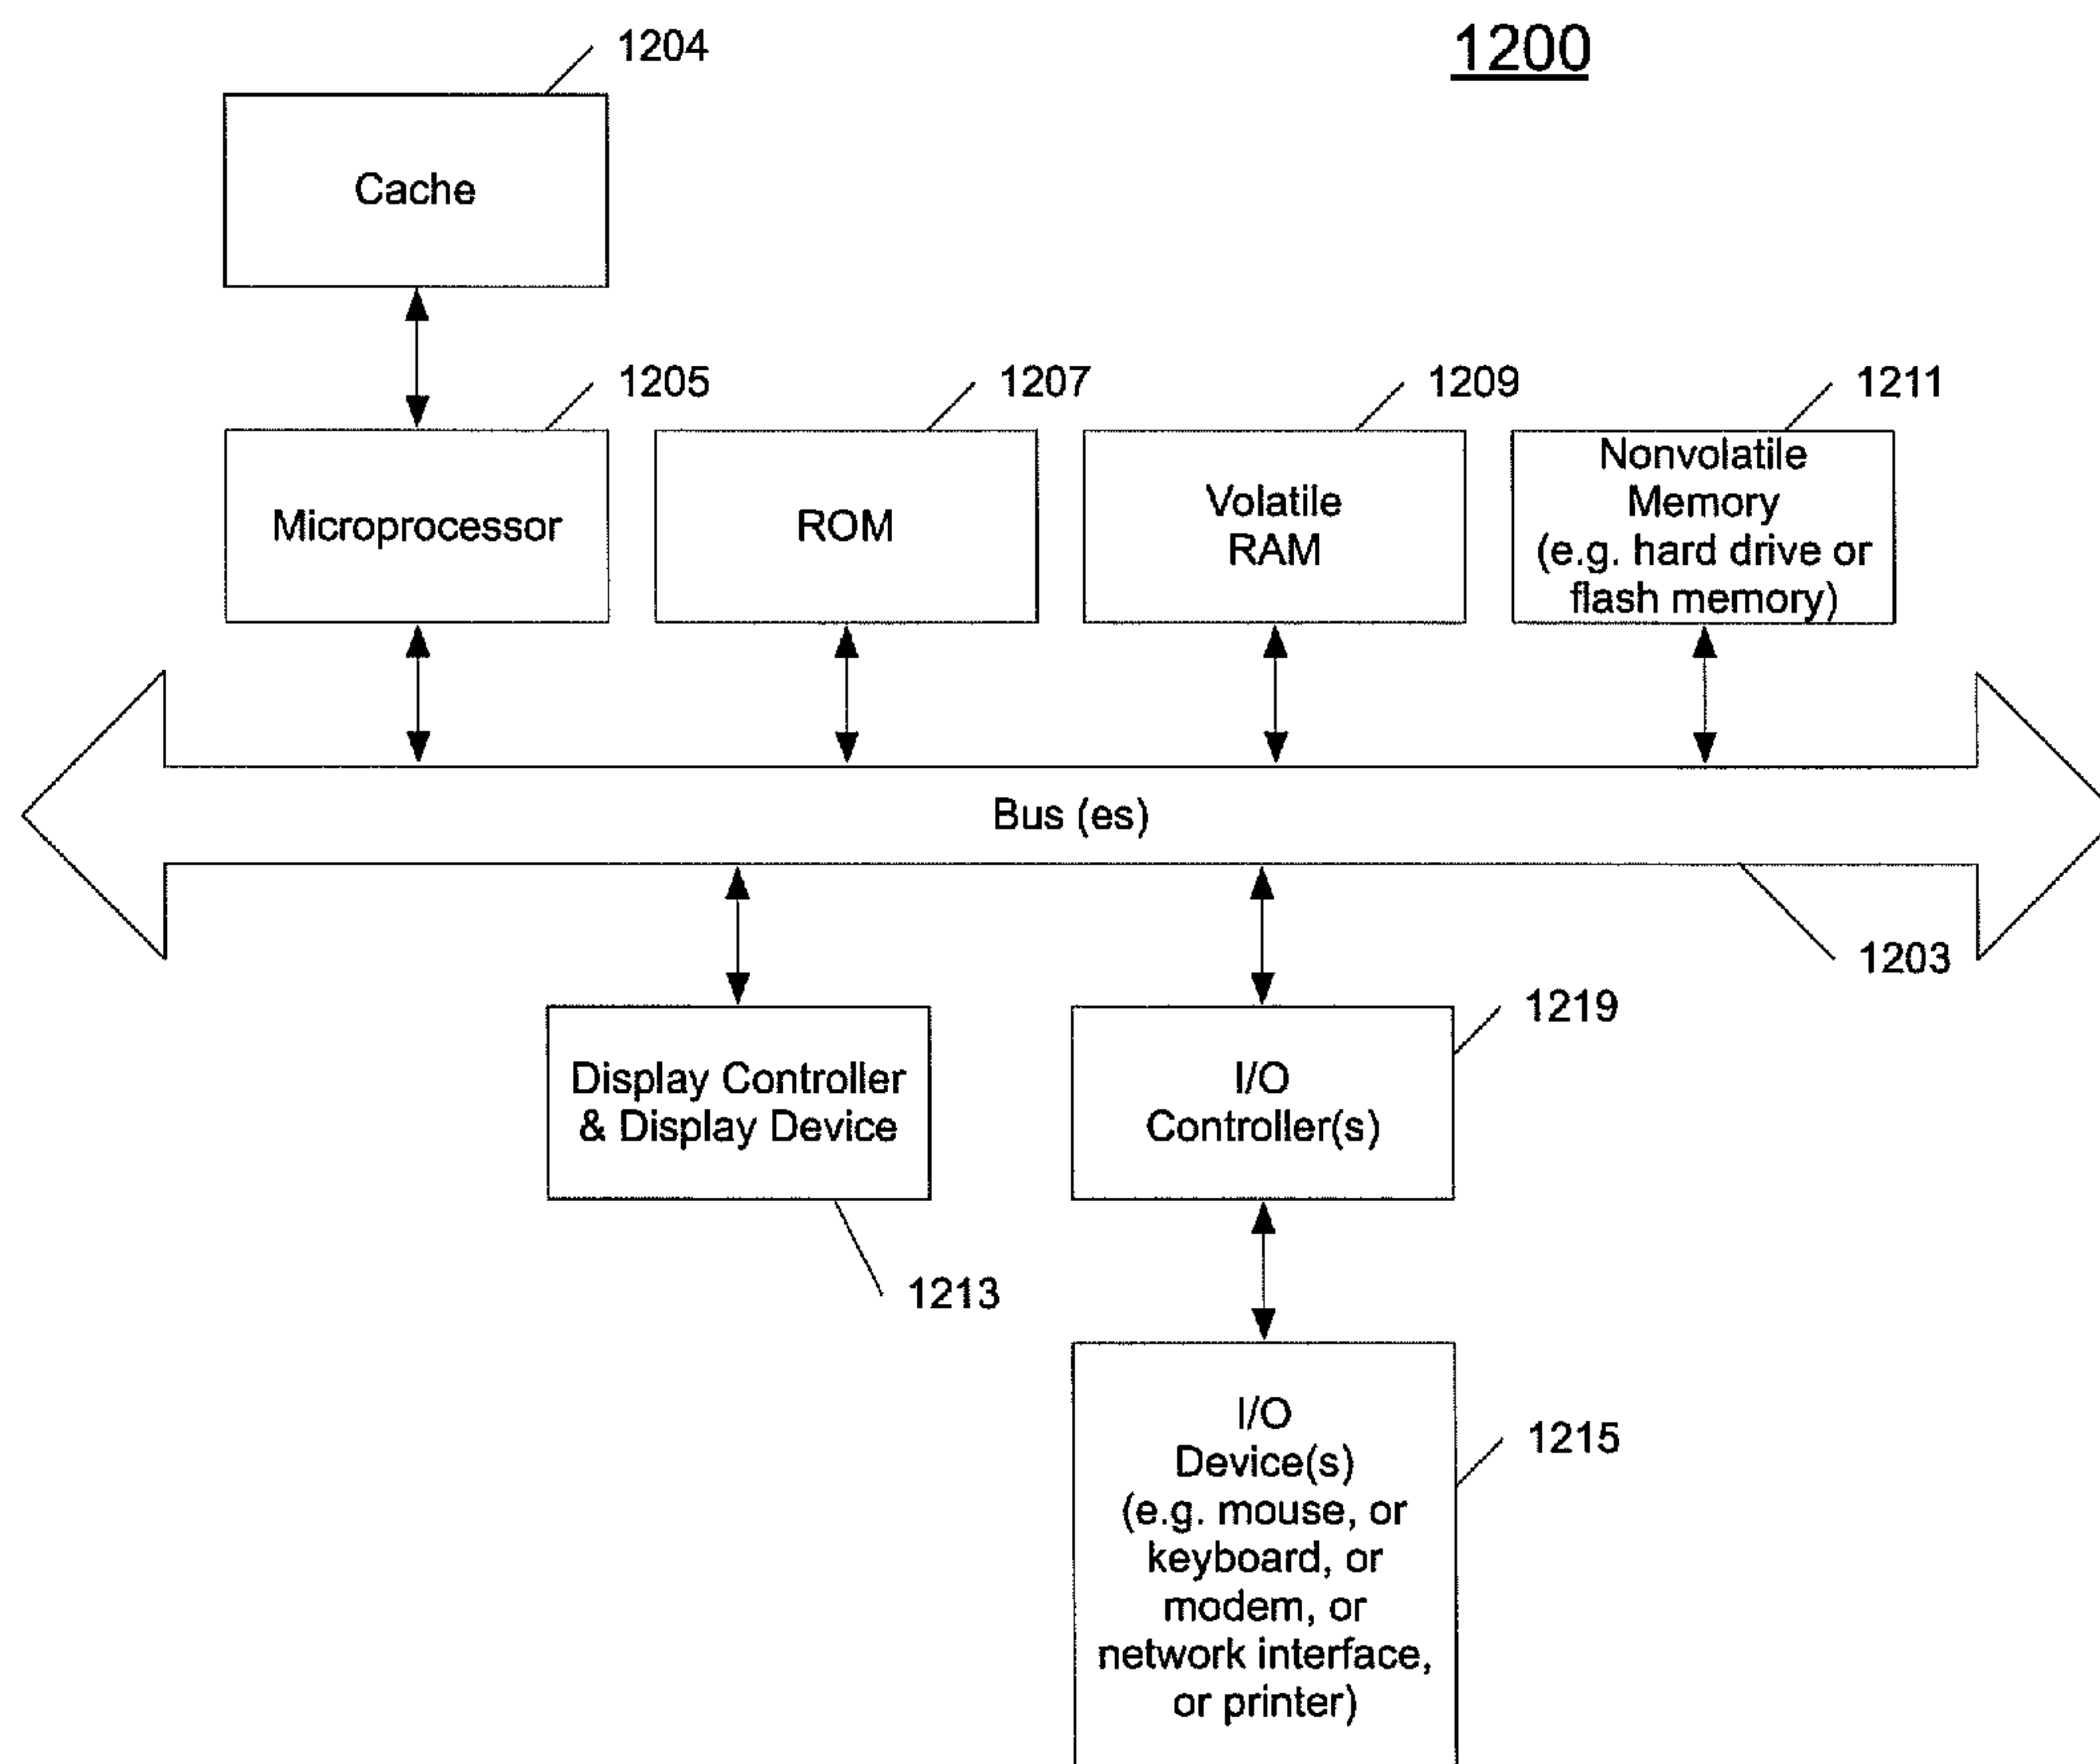 1200
1204
Cache
1205
1207
1209
1211
Microprocessor
ROM
Volatile
RAM
Nonvolatile
Memory
(e.g. hard drive or
flash memory)
Bus (es)
1203
1219
Display Controller
& Display Device
I/O
Controller(s)
1213
I/O
Device(s)
(e.g. mouse, or
keyboard, or
modem, or
network interface,
or printer)
1215